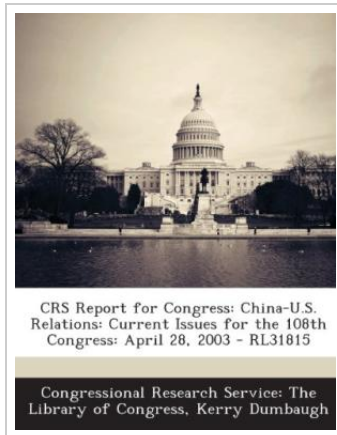 CRS Report for Congress: China-U.S.
Relations: Current Issues for the 108th
Congress: April 28, 2003 - RL31815
Congressional Research Service: The
Library of Congress, Kerry Dumbaugh